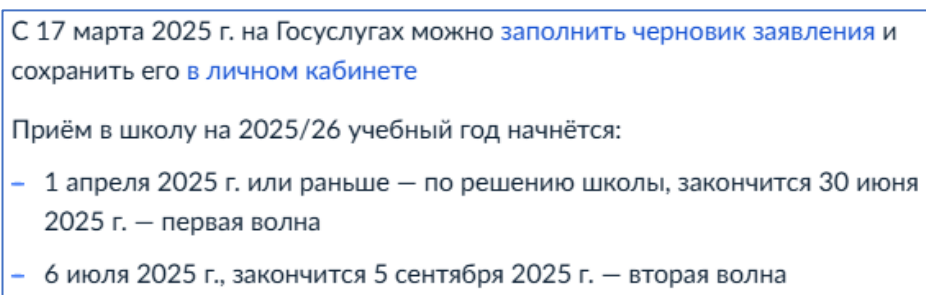 С 17 марта 2025 г. на Госуслугах можно заполнить черновик заявления и
сохранить его в личном кабинете
Приём в школу на 2025/26 учебный год начнётся:
– 1 апреля 2025 г. или раньше — по решению школы, закончится 30 июня
2025 г. — первая волна
– 6 июля 2025 г., закончится 5 сентября 2025 г. — вторая волна